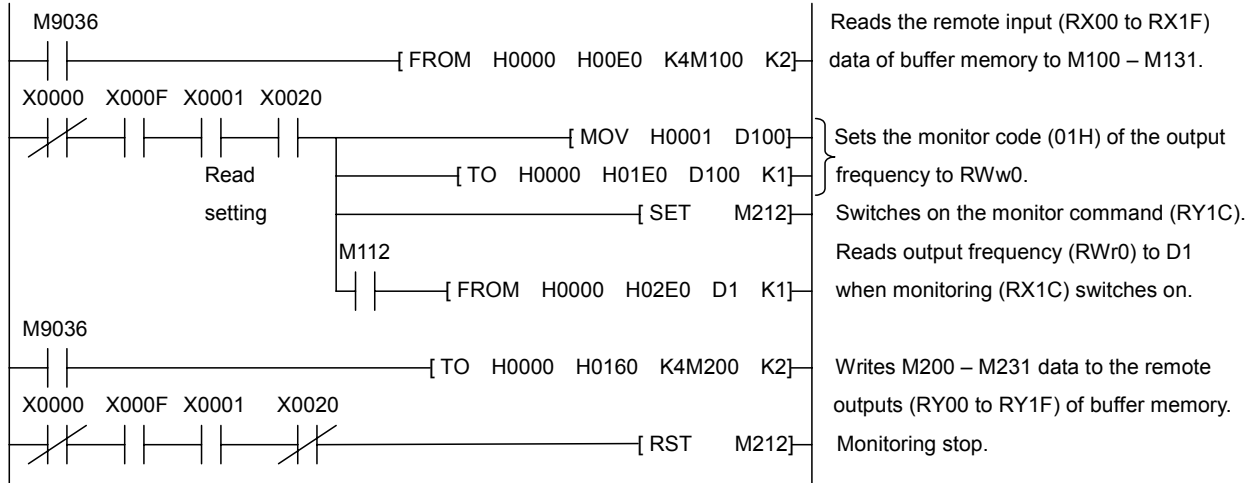 M9036
Reads the remote input (RX00 to RX1F)
[ FROM H0000 H00E0 K4M100 K2]
data of buffer memory to M100 – M131.
X0000 X000F X0001 X0020
[ MOV H0001 D100]
Sets the monitor code (01H) of the output
Read
[ TO H0000 H01E0 D100 K1]
frequency to RWw0.
setting
[ SET M212]
Switches on the monitor command (RY1C).
M112
Reads output frequency (RWr0) to D1
[ FROM H0000 H02E0 D1 K1]
when monitoring (RX1C) switches on.
M9036
[ TO H0000 H0160 K4M200 K2]
Writes M200 – M231 data to the remote
X0000 X000F X0001 X0020
outputs (RY00 to RY1F) of buffer memory.
[ RST M212]
Monitoring stop.